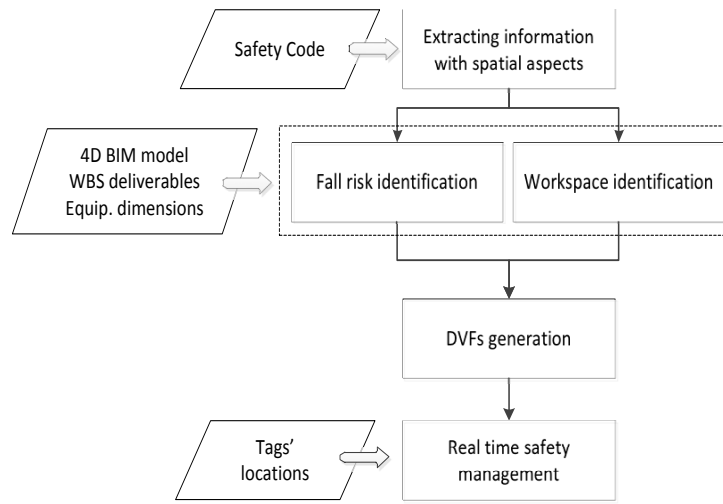 Safety Code
Extracting information
with spatial aspects
4D BIM model
WBS deliverables
Equip. dimensions
Fall risk identification
Workspace identification
DVFs generation
Tags'
locations
Real time safety
management